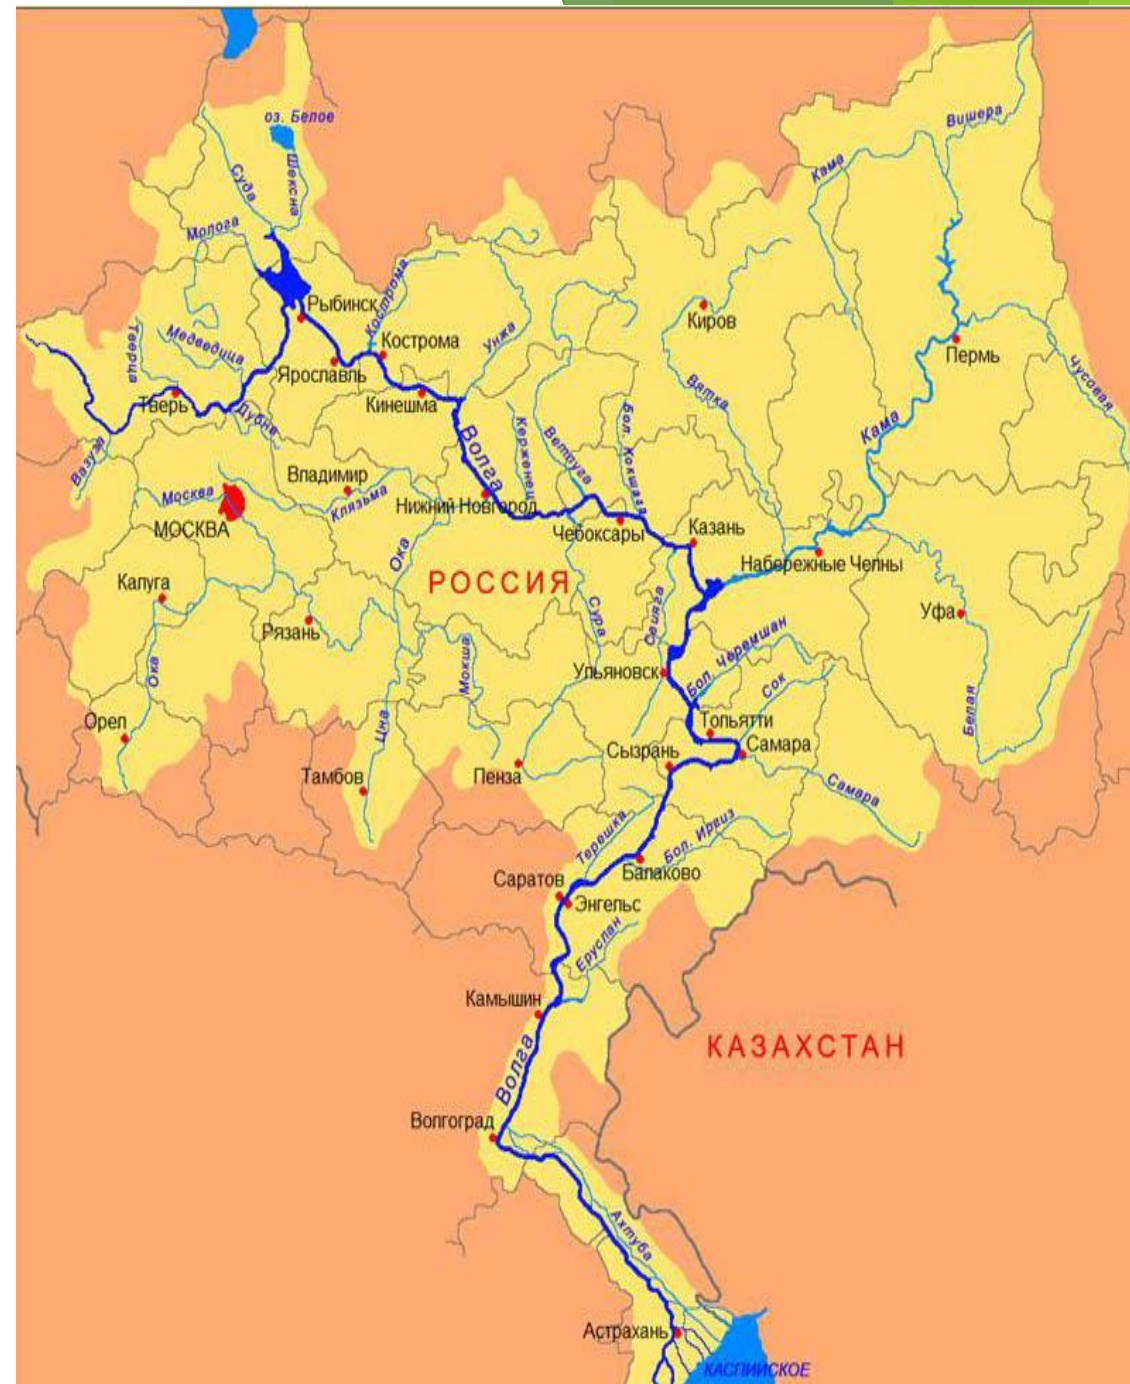 оз. Белое
Вишера
Суда
Шексна
Кама
Молога
Рыбинск
Кострома
Киров
Тверца
Медведица
Кострома
Унжа
Пермь
Ярославль
Чусовая
Тверь
Дубна
Кинешма
Вятка
Вазуза
Волга
Керженец
Ветлуга
Бол. Кокшага
Кама
Владимир
Москва
Клязьма
Нижний Новгород
МОСКВА
Чебоксары
Казань
Ока
Набережные Челны
Калуга
РОССИЯ
Уфа
Рязань
Сура
Свияга
Ока
Мокша
Ульяновск
Бол. Черемшан
Сок
Белая
Орел
Цна
Тольятти
Сызрань
Самара
Тамбов
Пенза
Самара
Терешка
Бол. Иргиз
Балаково
Саратов
Энгельс
Еруслан
Камышин
КАЗАХСТАН
Волга
Волгоград
Ахтуба
Астрахань
КАСПИЙСКОЕ